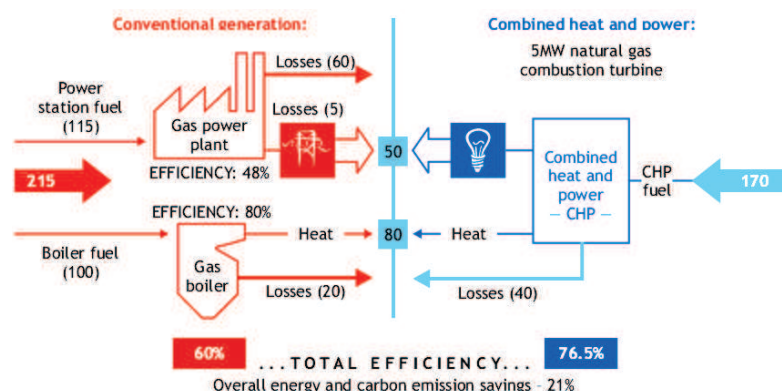 Conventional generation:
Combined heat and power:
5MW natural gas
combustion turbine
Losses (60)
Power
station fuel
(115)
Losses (5)
Gas power
plant
50
EFFICIENCY: 48%
215
Combined
heat and
power
— CHP —
CHP
fuel
170
EFFICIENCY: 80%
Heat
80
Heat
Boiler fuel
(100)
Gas
boiler
Losses (20)
Losses (40)
60%
...TOTAL EFFICIENCY...
76.5%
Overall energy and carbon emission savings - 21%